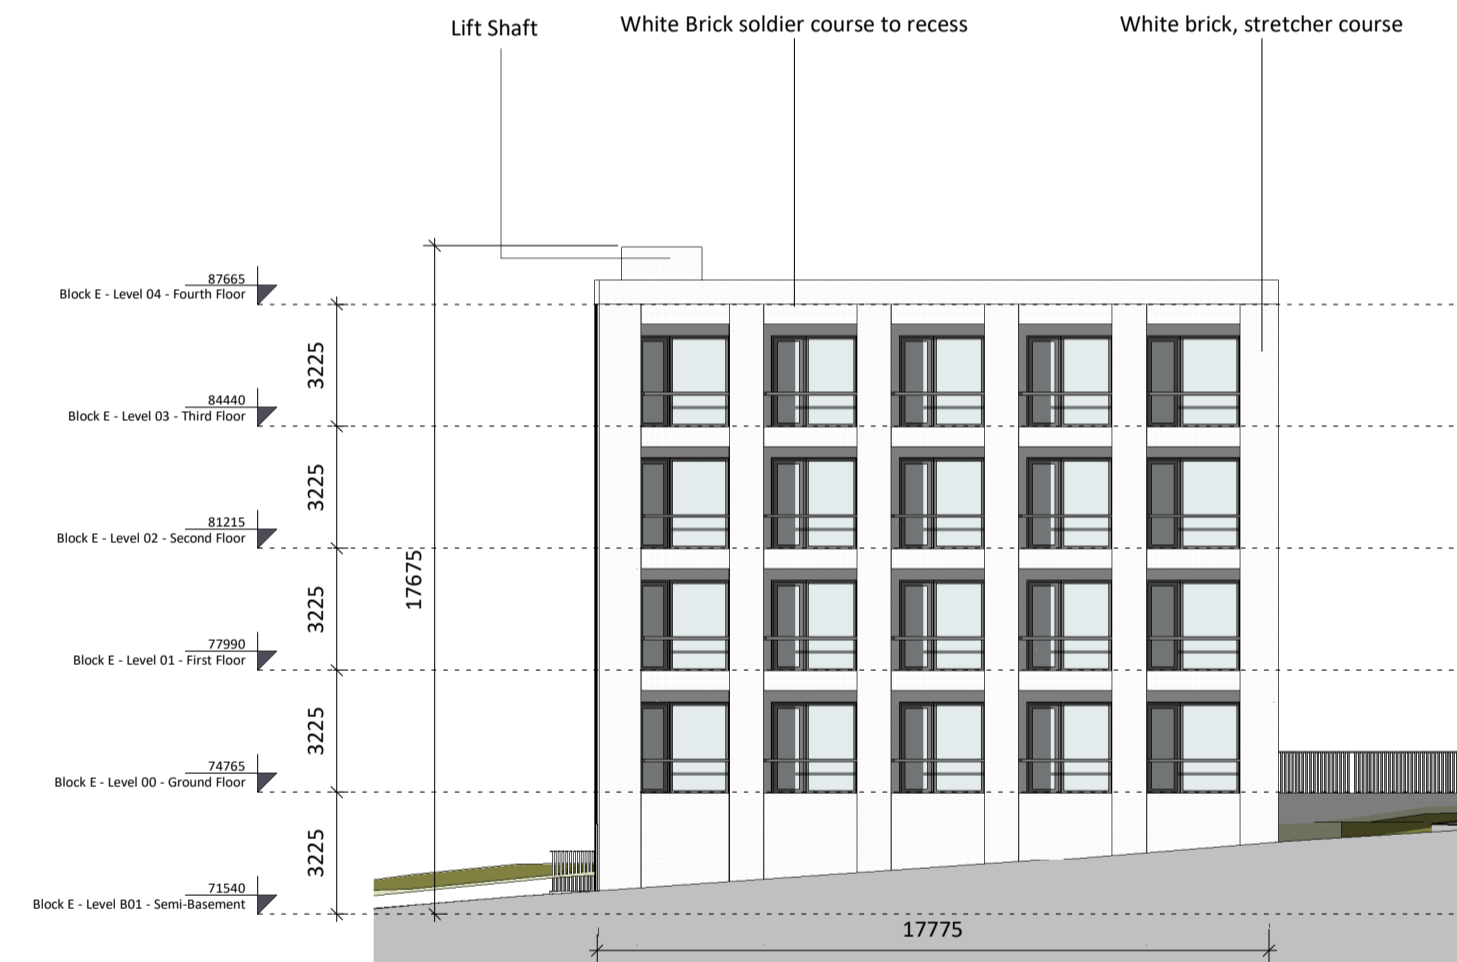 Lift Shaft
White Brick soldier course to recess
White brick, stretcher course
87665
Block E - Level 04 - Fourth Floor
3225
84440
Block E - Level 03 - Third Floor
3225
81215
Block E - Level 02 - Second Floor
17675
3225
77990
Block E - Level 01 - First Floor
3225
74765
Block E - Level 00 - Ground Floor
3225
71540
Block E - Level B01 - Semi-Basement
17775